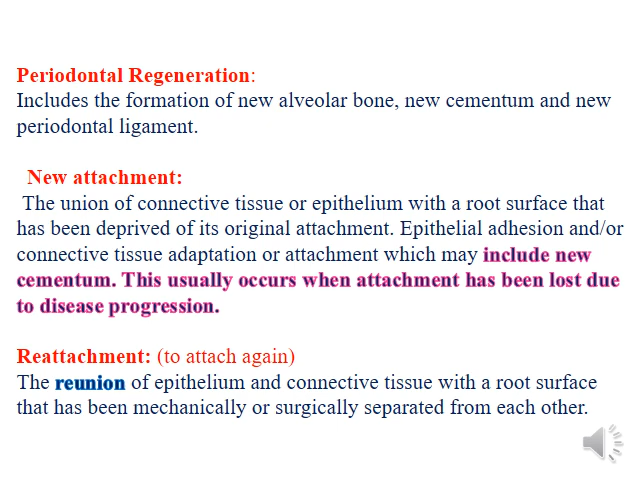 Periodontal Regeneration:
Includes the formation of new alveolar bone, new cementum and new
periodontal ligament.
New attachment:
The union of connective tissue or epithelium with a root surface that
has been deprived of its original attachment. Epithelial adhesion and/or
connective tissue adaptation or attachment which may include new
cementum. This usually occurs when attachment has been lost due
to disease progression.
Reattachment: (to attach again)
The reunion of epithelium and connective tissue with a root surface
that has been mechanically or surgically separated from each other.